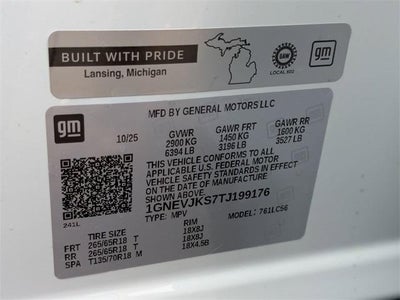 BUILT WITH PRIDE
Lansing, Michigan
UAW
LOCAL 602
gm
gm
MFD BY GENERAL MOTORS LLC
10/25 GVWR GAWR FRT GAWR RR
2900 KG 1450 KG 1600 KG
6394 LB 3196 LB 3527 LB
THIS VEHICLE CONFORMS TO ALL
APPLICABLE U.S. FEDERAL MOTOR
VEHICLE SAFETY
STANDARDS IN EFFECT ON THE DATE OF
MANUFACTURE SHOWN ABOVE.
1GNEVJKS7TJ199176
TYPE: MPV MODEL: 761LC56
241L
TIRE SIZE RIM
FRT 265/65R18 T 18X8J
RR 265/65R18 T 18X8J
SPA T135/70R18 M 18X4.5B